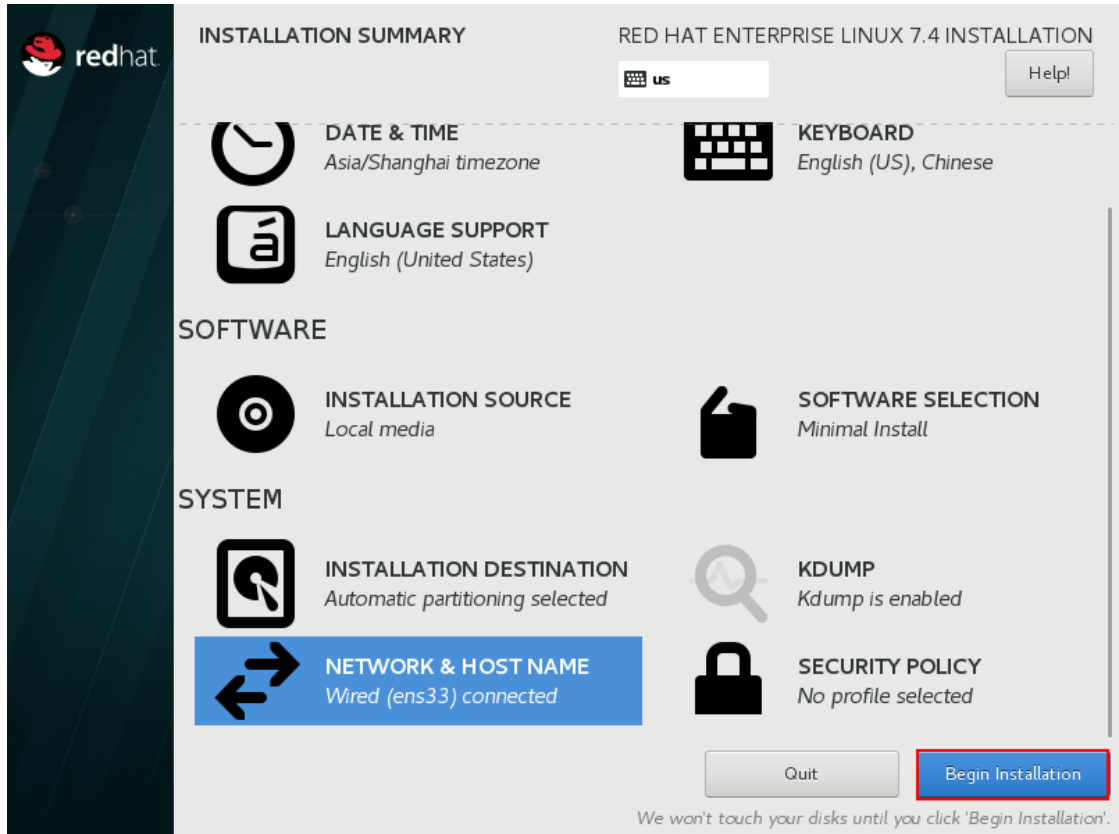 redhat.
INSTALLATION SUMMARY
RED HAT ENTERPRISE LINUX 7.4 INSTALLATION
us
Help!
DATE & TIME
Asia/Shanghai timezone
KEYBOARD
English (US), Chinese
á
LANGUAGE SUPPORT
English (United States)
SOFTWARE
INSTALLATION SOURCE
Local media
SOFTWARE SELECTION
Minimal Install
SYSTEM
INSTALLATION DESTINATION
Automatic partitioning selected
KDUMP
Kdump is enabled
NETWORK & HOST NAME
Wired (ens33) connected
SECURITY POLICY
No profile selected
Quit
Begin Installation
We won't touch your disks until you click 'Begin Installation'.